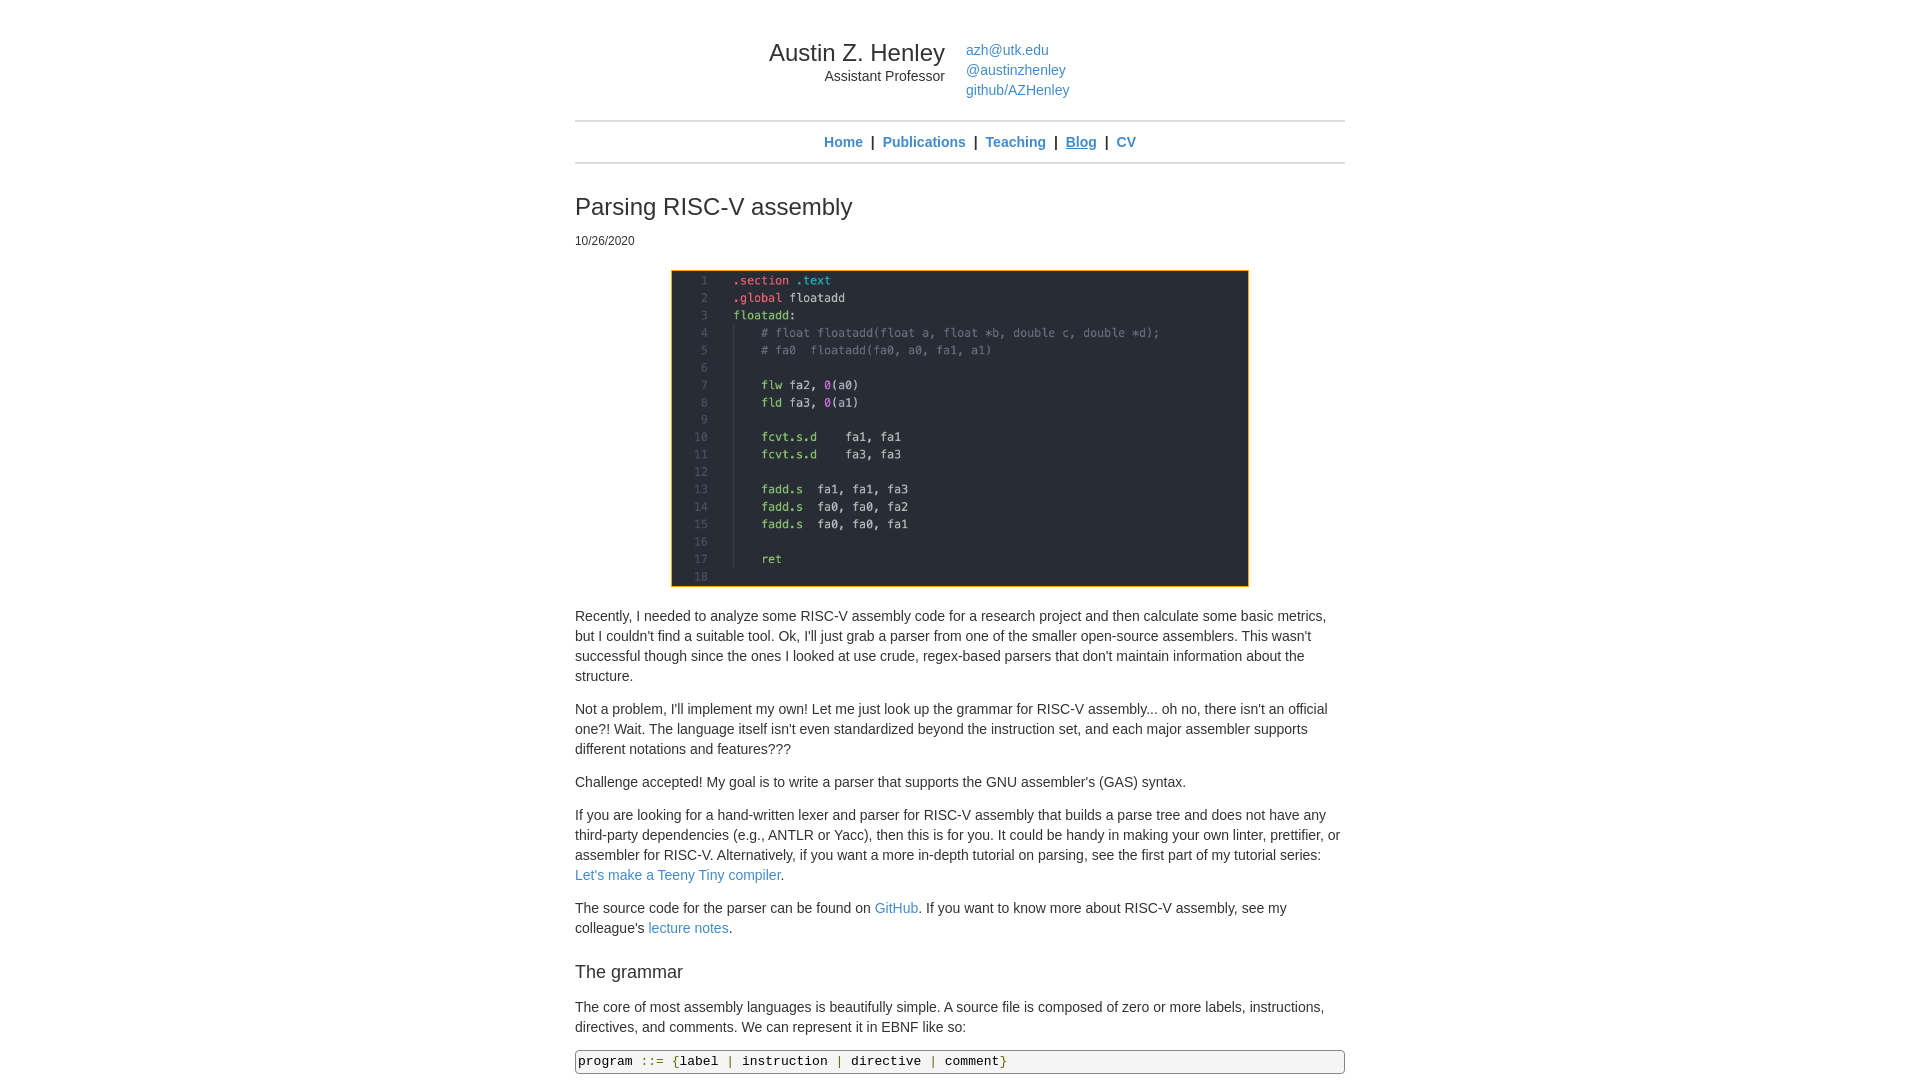 Austin Z. Henley
Assistant Professor
azh@utk.edu
@austinzhenley
github/AZHenley
Home | Publications | Teaching | Blog | CV
Parsing RISC-V assembly
10/26/2020
1 .section .text
2 .global floatadd
3 floatadd:
4 # float floatadd(float a, float *b, double c, double *d);
5 # fa0  floatadd(fa0, a0, fa1, a1)
6
7 flw fa2, 0(a0)
8 fld fa3, 0(a1)
9
10 fcvt.s.d    fa1, fa1
11 fcvt.s.d    fa3, fa3
12
13 fadd.s  fa1, fa1, fa3
14 fadd.s  fa0, fa0, fa2
15 fadd.s  fa0, fa0, fa1
16
17 ret
18
Recently, I needed to analyze some RISC-V assembly code for a research project and then calculate some basic metrics,
but I couldn't find a suitable tool. Ok, I'll just grab a parser from one of the smaller open-source assemblers. This wasn't
successful though since the ones I looked at use crude, regex-based parsers that don't maintain information about the
structure.
Not a problem, I'll implement my own! Let me just look up the grammar for RISC-V assembly... oh no, there isn't an official
one?! Wait. The language itself isn't even standardized beyond the instruction set, and each major assembler supports
different notations and features???
Challenge accepted! My goal is to write a parser that supports the GNU assembler's (GAS) syntax.
If you are looking for a hand-written lexer and parser for RISC-V assembly that builds a parse tree and does not have any
third-party dependencies (e.g., ANTLR or Yacc), then this is for you. It could be handy in making your own linter, prettifier, or
assembler for RISC-V. Alternatively, if you want a more in-depth tutorial on parsing, see the first part of my tutorial series:
Let's make a Teeny Tiny compiler.
The source code for the parser can be found on GitHub. If you want to know more about RISC-V assembly, see my
colleague's lecture notes.
The grammar
The core of most assembly languages is beautifully simple. A source file is composed of zero or more labels, instructions,
directives, and comments. We can represent it in EBNF like so:
program ::= {label | instruction | directive | comment}